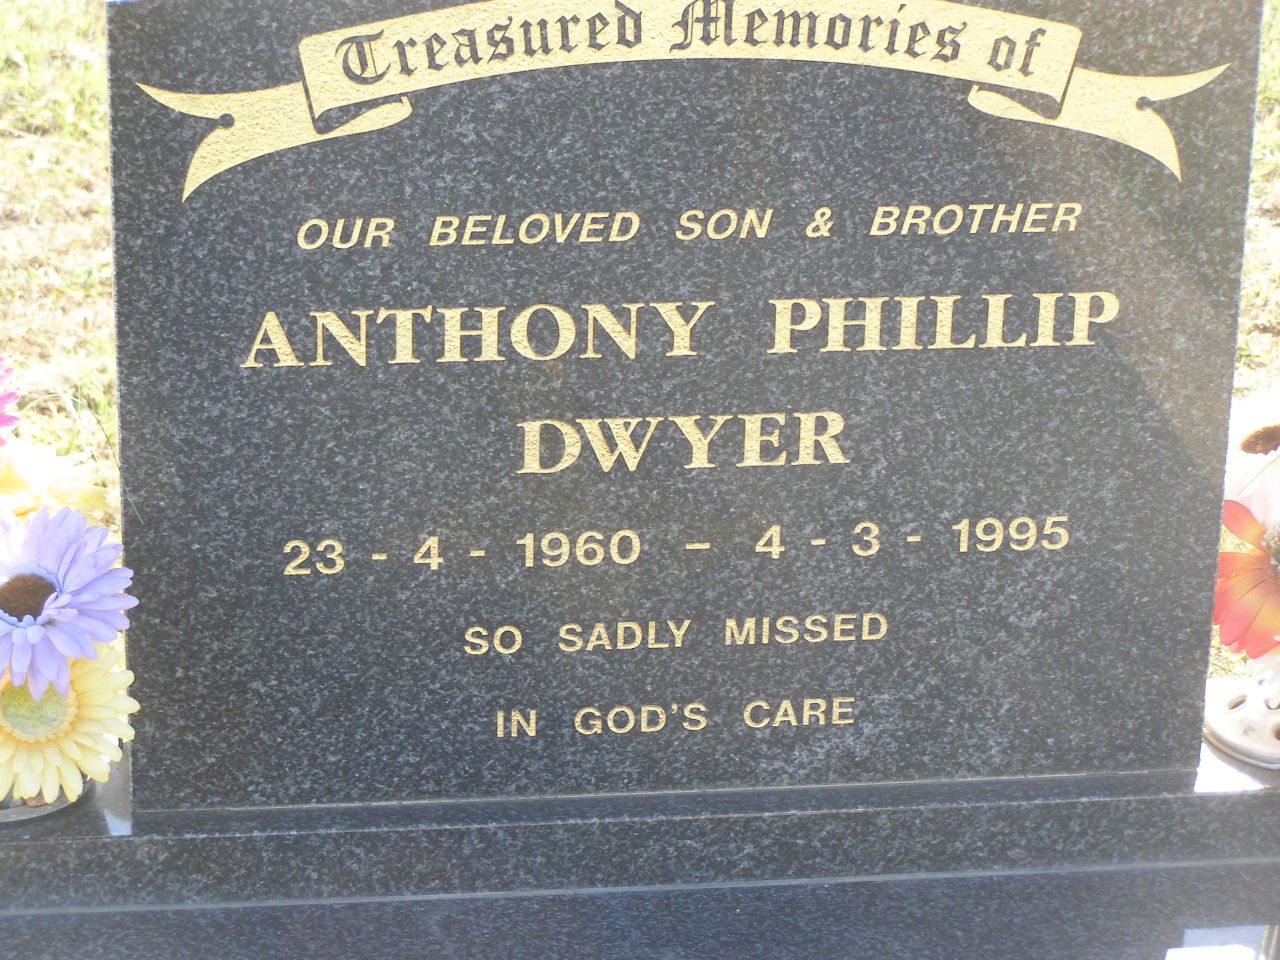 Treasured Memories of
OUR BELOVED SON & BROTHER
ANTHONY PHILLIP
DWYER
23 - 4 - 1960 – 4 - 3 - 1995
SO SADLY MISSED
IN GOD'S CARE